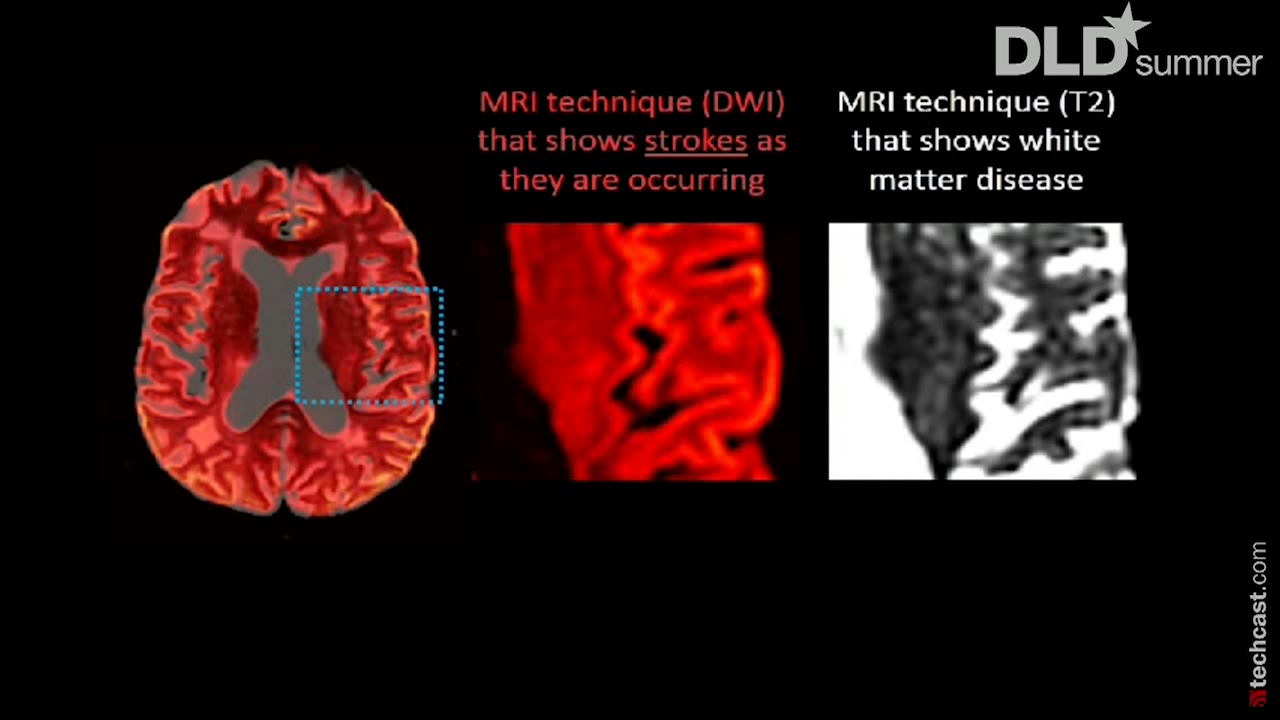 DLD summer
MRI technique (DWI)
that shows strokes as
they are occurring
MRI technique (T2)
that shows white
matter disease
techcast.com